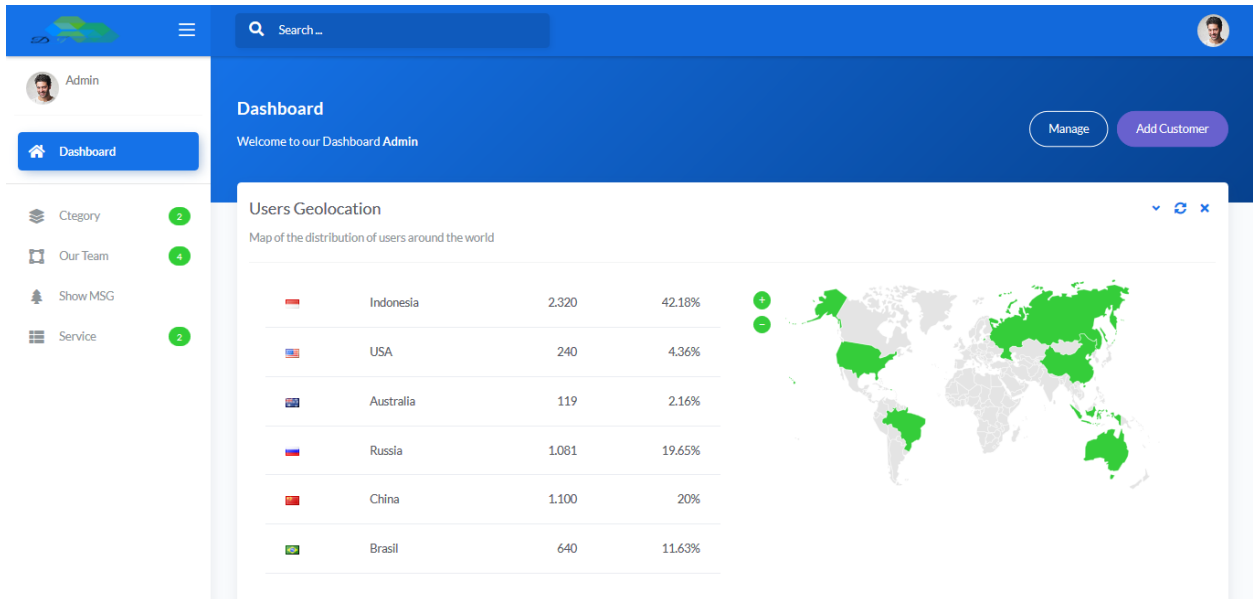 Search ...
Admin
Dashboard
Ctegory 2
Our Team 4
Show MSG
Service 2
Dashboard
Welcome to our Dashboard Admin
Manage
Add Customer
Users Geolocation
Map of the distribution of users around the world
Indonesia 2.320 42.18%
USA 240 4.36%
Australia 119 2.16%
Russia 1.081 19.65%
China 1.100 20%
Brasil 640 11.63%
+
−